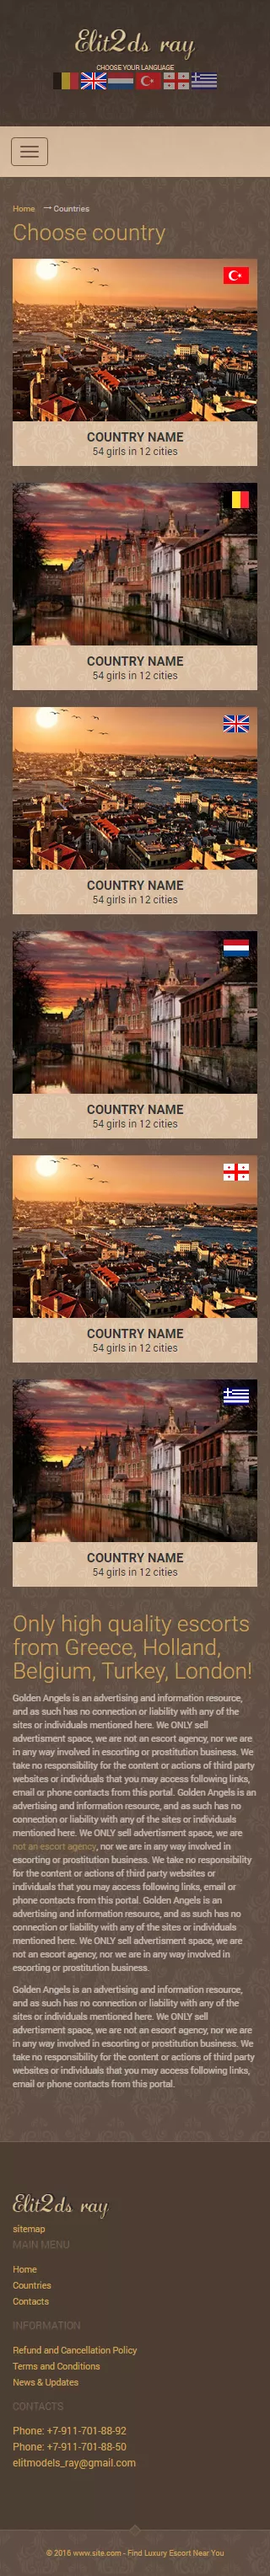 Elit2ds ray
CHOOSE YOUR LANGUAGE
Home → Countries
Choose country
COUNTRY NAME
54 girls in 12 cities
COUNTRY NAME
54 girls in 12 cities
COUNTRY NAME
54 girls in 12 cities
COUNTRY NAME
54 girls in 12 cities
COUNTRY NAME
54 girls in 12 cities
COUNTRY NAME
54 girls in 12 cities
Only high quality escorts
from Greece, Holland,
Belgium, Turkey, London!
Golden Angels is an advertising and information resource,
and as such has no connection or liability with any of the
sites or individuals mentioned here. We ONLY sell
advertisment space, we are not an escort agency, nor we are
in any way involved in escorting or prostitution business. We
take no responsibility for the content or actions of third party
websites or individuals that you may access following links,
email or phone contacts from this portal. Golden Angels is an
advertising and information resource, and as such has no
connection or liability with any of the sites or individuals
mentioned here. We ONLY sell advertisment space, we are
not an escort agency, nor we are in any way involved in
escorting or prostitution business. We take no responsibility
for the content or actions of third party websites or
individuals that you may access following links, email or
phone contacts from this portal. Golden Angels is an
advertising and information resource, and as such has no
connection or liability with any of the sites or individuals
mentioned here. We ONLY sell advertisment space, we are
not an escort agency, nor we are in any way involved in
escorting or prostitution business.
Golden Angels is an advertising and information resource,
and as such has no connection or liability with any of the
sites or individuals mentioned here. We ONLY sell
advertisment space, we are not an escort agency, nor we are
in any way involved in escorting or prostitution business. We
take no responsibility for the content or actions of third party
websites or individuals that you may access following links,
email or phone contacts from this portal.
Elit2ds ray
sitemap
MAIN MENU
Home
Countries
Contacts
INFORMATION
Refund and Cancellation Policy
Terms and Conditions
News & Updates
CONTACTS
Phone: +7-911-701-88-92
Phone: +7-911-701-88-50
elitmodels_ray@gmail.com
© 2016 www.site.com - Find Luxury Escort Near You